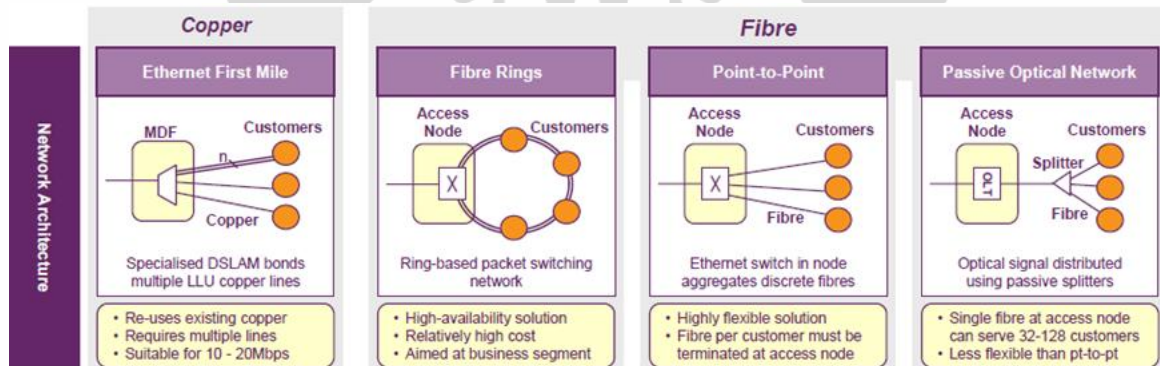 Copper
Fibre
Network Architecture
Ethernet First Mile
MDF
Customers
n
Copper
Specialised DSLAM bonds
multiple LLU copper lines
• Re-uses existing copper
• Requires multiple lines
• Suitable for 10 - 20Mbps
Fibre Rings
Access
Node
Customers
X
Ring-based packet switching
network
• High-availability solution
• Relatively high cost
• Aimed at business segment
Point-to-Point
Access
Node
Customers
X
Fibre
Ethernet switch in node
aggregates discrete fibres
• Highly flexible solution
• Fibre per customer must be
terminated at access node
Passive Optical Network
Access
Node
Customers
Splitter
OLT
Fibre
Optical signal distributed
using passive splitters
• Single fibre at access node
can serve 32-128 customers
• Less flexible than pt-to-pt